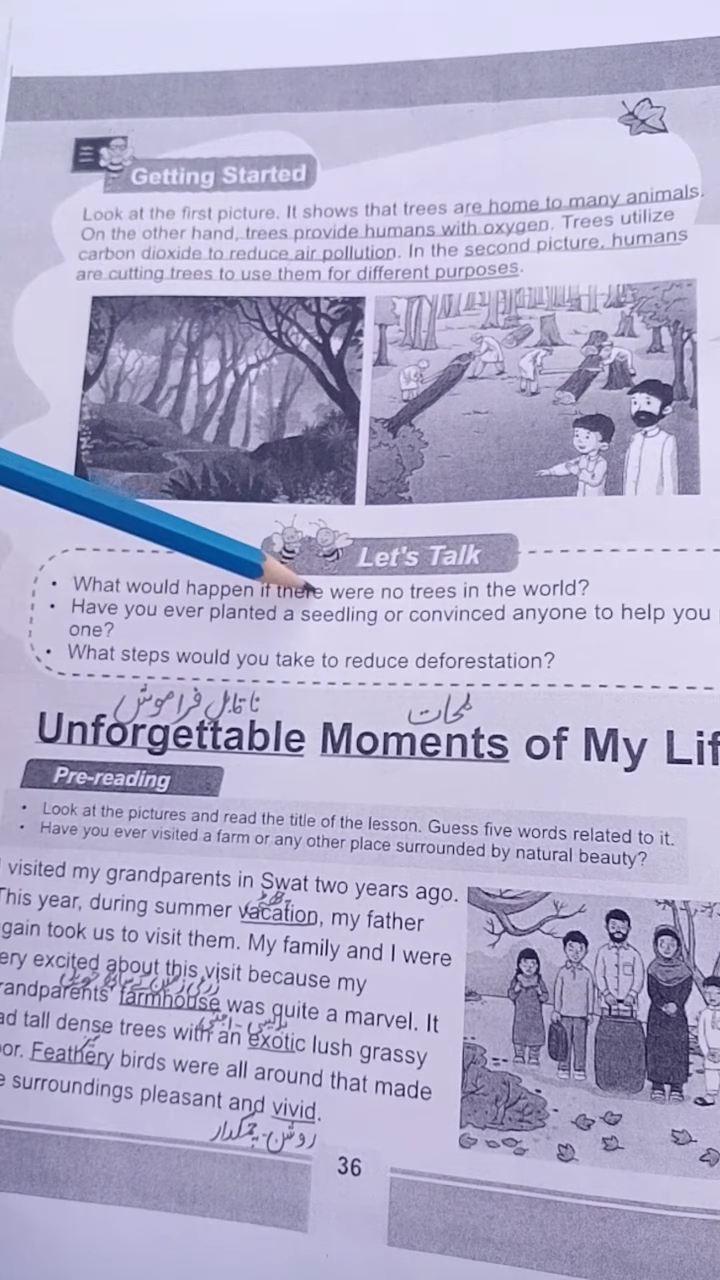 Getting Started
Look at the first picture. It shows that trees are home to many animals.
On the other hand, trees provide humans with oxygen. Trees utilize
carbon dioxide to reduce air pollution. In the second picture, humans
are cutting trees to use them for different purposes.
Let's Talk
• What would happen if there were no trees in the world?
• Have you ever planted a seedling or convinced anyone to help you
one?
• What steps would you take to reduce deforestation?
ناقابل فراموش لمحات
Unforgettable Moments of My Lif
Pre-reading
• Look at the pictures and read the title of the lesson. Guess five words related to it.
• Have you ever visited a farm or any other place surrounded by natural beauty?
I visited my grandparents in Swat two years ago.
This year, during summer vacation, my father
gain took us to visit them. My family and I were
ery excited about this visit because my
randparents' farmhouse was quite a marvel. It
ad tall dense trees with an exotic lush grassy
oor. Feathery birds were all around that made
e surroundings pleasant and vivid.
روشن - چمکدار
36